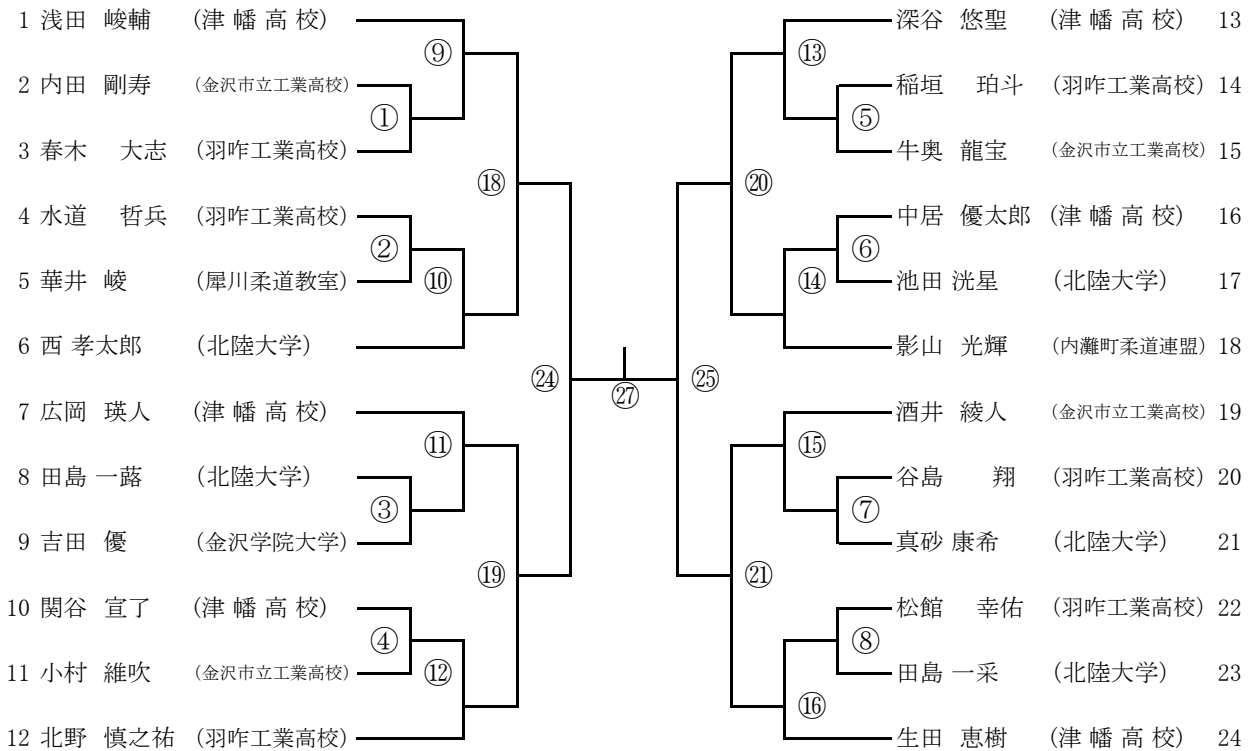 1 浅田 峻輔 (津 幡 高 校)
⑨
2 内田 剛寿 (金沢市立工業高校)
①
3 春木 大志 (羽咋工業高校)
⑱
4 水道 哲兵 (羽咋工業高校)
②
5 華井 崚 (犀川柔道教室)
⑩
6 西 孝太郎 (北陸大学)
㉔
7 広岡 瑛人 (津 幡 高 校)
⑪
8 田島 一蕗 (北陸大学)
③
9 吉田 優 (金沢学院大学)
⑲
10 関谷 宣了 (津 幡 高 校)
④
11 小村 維吹 (金沢市立工業高校)
⑫
12 北野 慎之祐 (羽咋工業高校)
㉗
深谷 悠聖 (津 幡 高 校) 13
⑬
稲垣 珀斗 (羽咋工業高校) 14
⑤
牛奥 龍宝 (金沢市立工業高校) 15
⑳
中居 優太郎 (津 幡 高 校) 16
⑥
池田 洸星 (北陸大学) 17
⑭
影山 光輝 (内灘町柔道連盟) 18
㉕
酒井 綾人 (金沢市立工業高校) 19
⑮
谷島 翔 (羽咋工業高校) 20
⑦
真砂 康希 (北陸大学) 21
㉑
松館 幸佑 (羽咋工業高校) 22
⑧
田島 一采 (北陸大学) 23
⑯
生田 恵樹 (津 幡 高 校) 24